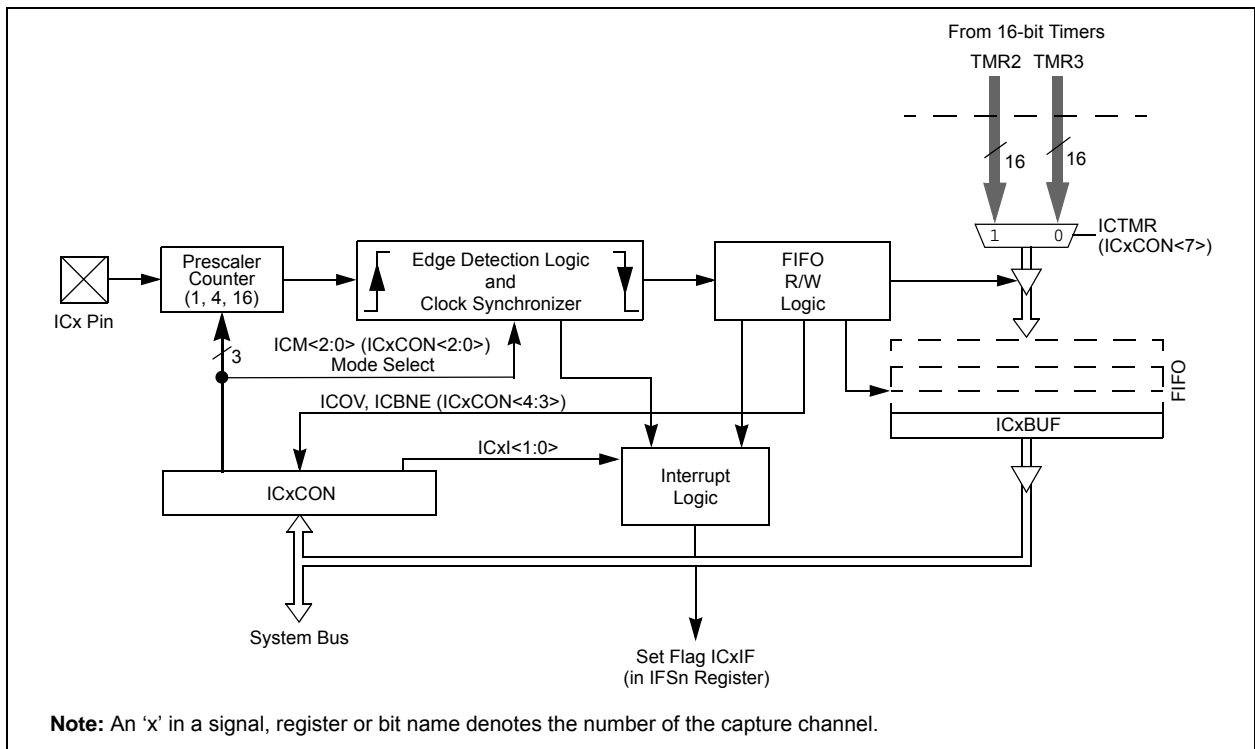 From 16-bit Timers
TMR2 TMR3
16 16
1 0
ICTMR
(ICxCON<7>)
Prescaler
Counter
(1, 4, 16)
Edge Detection Logic
and
Clock Synchronizer
FIFO
R/W
Logic
ICx Pin
3
ICM<2:0> (ICxCON<2:0>)
Mode Select
FIFO
ICOV, ICBNE (ICxCON<4:3>)
ICxBUF
ICxI<1:0>
Interrupt
Logic
ICxCON
System Bus
Set Flag ICxIF
(in IFSn Register)
Note: An ‘x’ in a signal, register or bit name denotes the number of the capture channel.